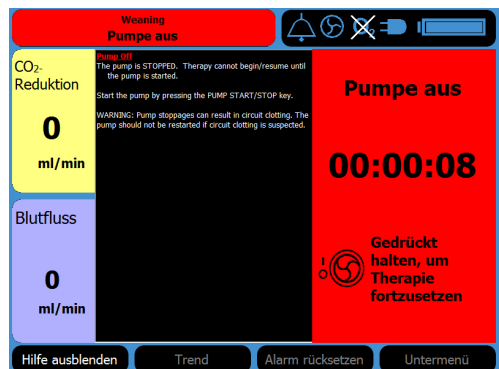 Weaning
Pumpe aus
O₂
CO₂-
Reduktion
0
ml/min
Blutfluss
0
ml/min
Pump Off
The pump is STOPPED. Therapy cannot begin/resume until
the pump is started.
Start the pump by pressing the PUMP START/STOP key.
WARNING: Pump stoppages can result in circuit clotting. The
pump should not be restarted if circuit clotting is suspected.
Pumpe aus
00:00:08
Gedrückt
halten, um
Therapie
fortzusetzen
Hilfe ausblenden
Trend
Alarm rücksetzen
Untermenü